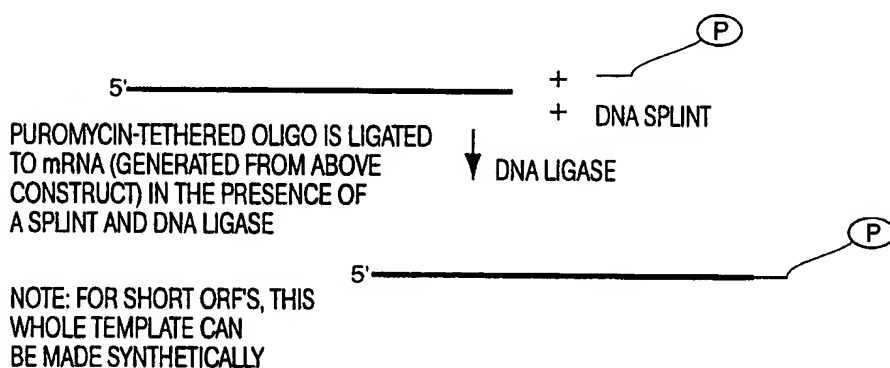 P
5'
+
+ DNA SPLINT
PUROMYCIN-TETHERED OLIGO IS LIGATED
TO mRNA (GENERATED FROM ABOVE
CONSTRUCT) IN THE PRESENCE OF
A SPLINT AND DNA LIGASE
DNA LIGASE
P
5'
NOTE: FOR SHORT ORF'S, THIS
WHOLE TEMPLATE CAN
BE MADE SYNTHETICALLY